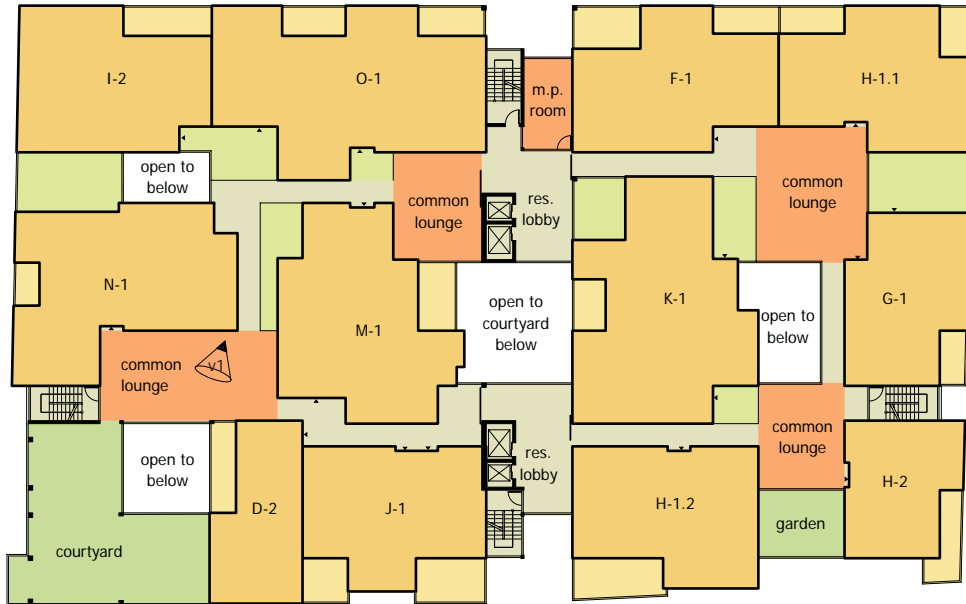 I-2
O-1
F-1
H-1.1
m.p.
room
open to
below
common
lounge
res.
lobby
common
lounge
N-1
M-1
open to
courtyard
below
K-1
open to
below
G-1
common
lounge
v1
common
lounge
open to
below
D-2
J-1
res.
lobby
H-1.2
H-2
courtyard
garden